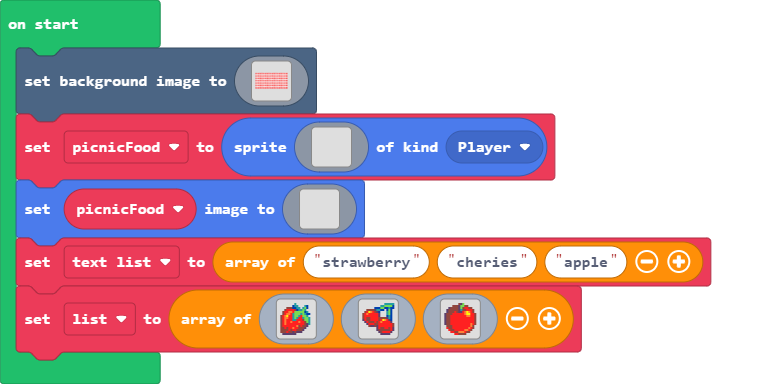 on start
set background image to
set picnicFood to sprite of kind Player
set picnicFood image to
set text list to array of "strawberry" "cheries" "apple"
set list to array of